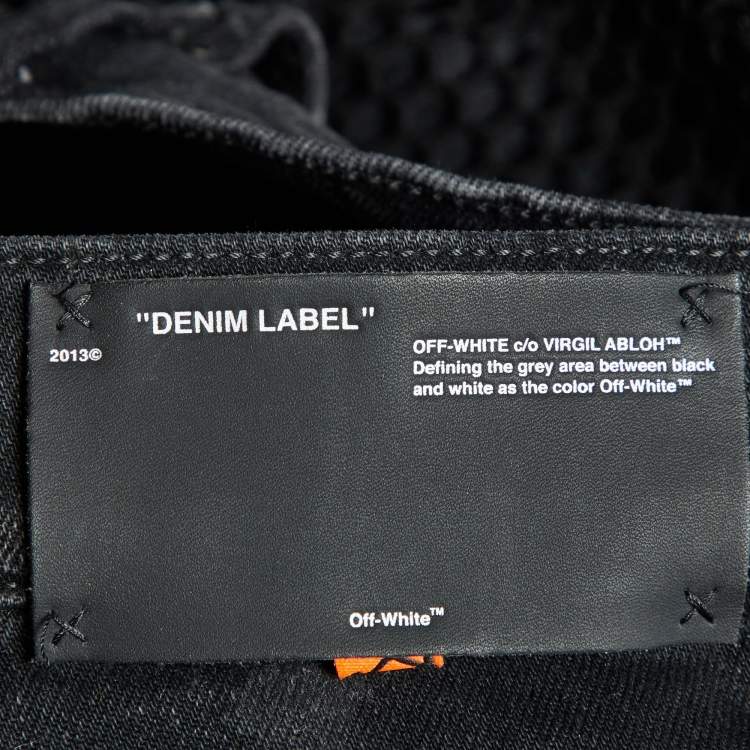 "DENIM LABEL"
2013©
OFF-WHITE c/o VIRGIL ABLOH™
Defining the grey area between black
and white as the color Off-White™
Off-White™